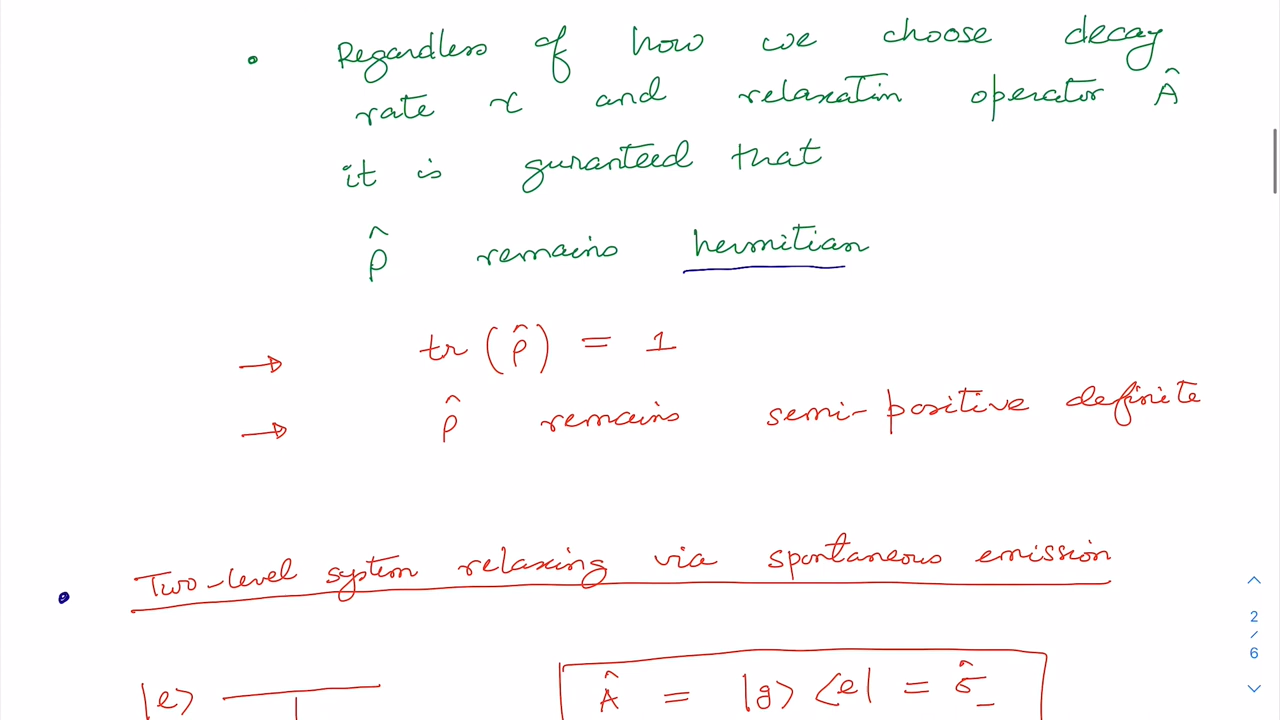 • Regardless of how we choose decay
rate r and relaxatin operator Â
it is guranteed that
ρ̂ remains hermitian
→ tr (ρ̂) = 1
→ ρ̂ remains semi-positive definite
• Two-level system relaxing via spontaneous emission
|e⟩ Â = |g⟩ ⟨e| = σ̂_
2
/
6